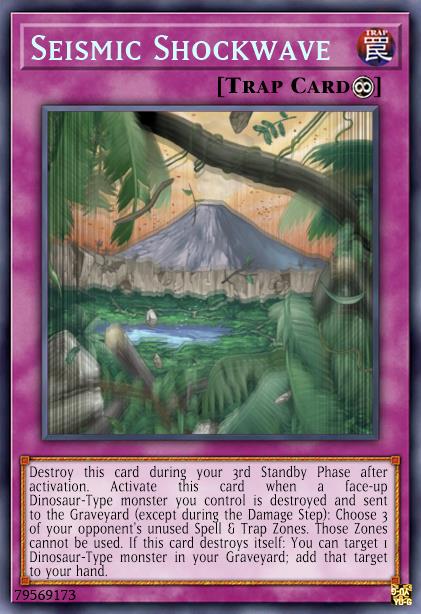 SEISMIC SHOCKWAVE
TRAP
罠
[TRAP CARD]
Destroy this card during your 3rd Standby Phase after
activation. Activate this card when a face-up
Dinosaur-Type monster you control is destroyed and sent
to the Graveyard (except during the Damage Step): Choose 3
of your opponent's unused Spell & Trap Zones. Those Zones
cannot be used. If this card destroys itself: You can target 1
Dinosaur-Type monster in your Graveyard; add that target
to your hand.
79569173